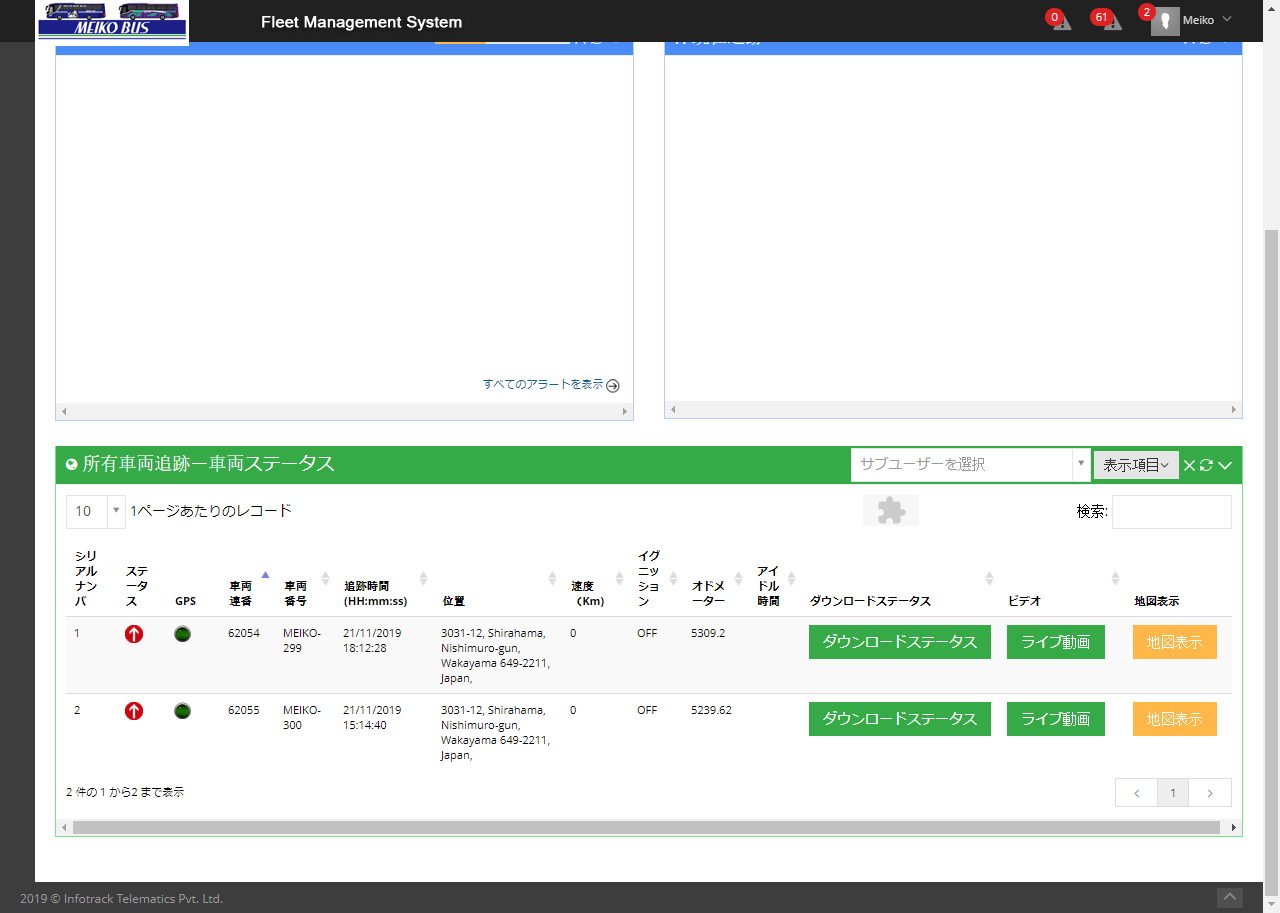 MEIKO BUS
Fleet Management System
0
61
2
Meiko
すべてのアラートを表示
所有車両追跡ー車両ステータス
サブユーザーを選択
表示項目
10
1ページあたりのレコード
検索:
シリアルナンバ
ステータス
GPS
車両連番
車両番号
追跡時間 (HH:mm:ss)
位置
速度 (Km)
イグニッション
オドメーター
アイドル時間
ダウンロードステータス
ビデオ
地図表示
1
62054
MEIKO-299
21/11/2019 18:12:28
3031-12, Shirahama, Nishimuro-gun, Wakayama 649-2211, Japan,
0
OFF
5309.2
ダウンロードステータス
ライブ動画
地図表示
2
62055
MEIKO-300
21/11/2019 15:14:40
3031-12, Shirahama, Nishimuro-gun, Wakayama 649-2211, Japan,
0
OFF
5239.62
ダウンロードステータス
ライブ動画
地図表示
2 件の 1 から2 まで表示
1
2019 © Infotrack Telematics Pvt. Ltd.